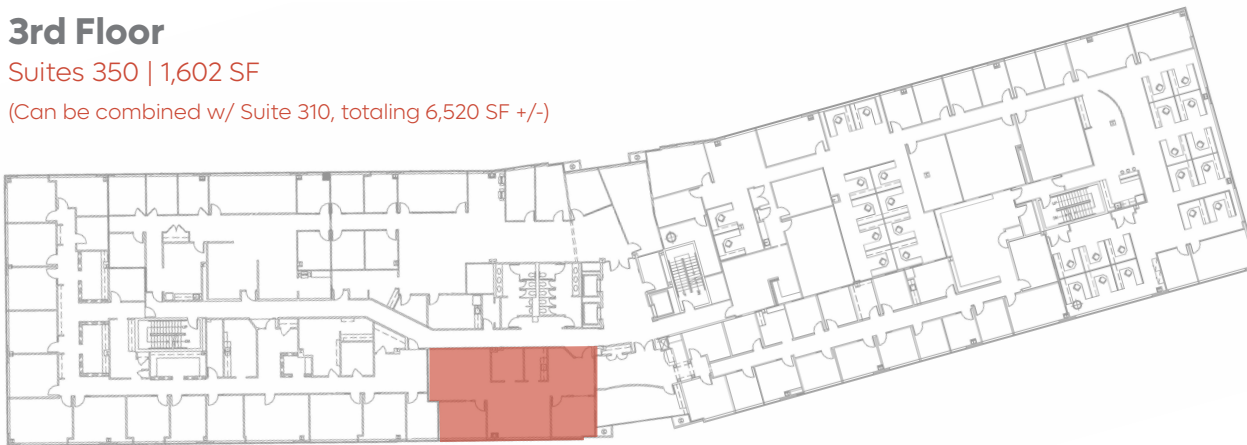 3rd Floor
Suites 350 | 1,602 SF
(Can be combined w/ Suite 310, totaling 6,520 SF +/-)